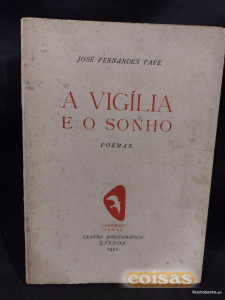 JOSÉ FERNANDES FAFE
A VIGÍLIA
E O SONHO
POEMAS
CENTRO BIBLIOGRÁFICO
LISBOA
coisas